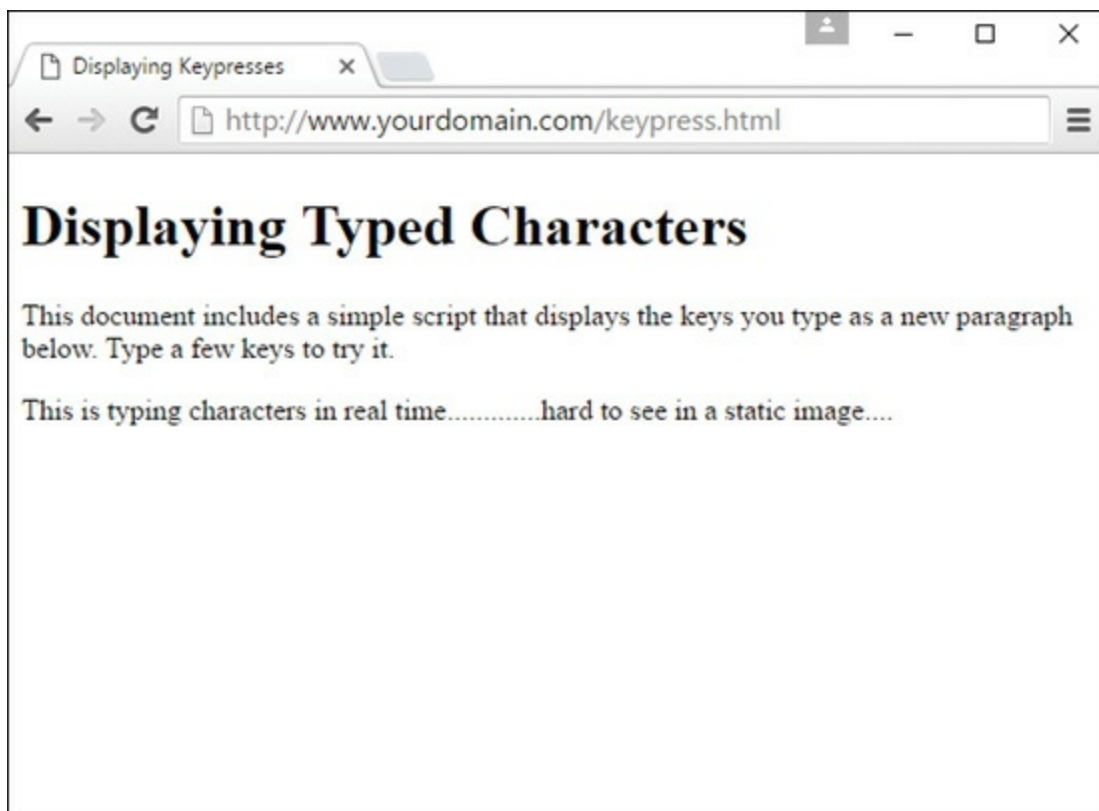 Displaying Keypresses
http://www.yourdomain.com/keypress.html
Displaying Typed Characters
This document includes a simple script that displays the keys you type as a new paragraph
below. Type a few keys to try it.
This is typing characters in real time.............hard to see in a static image....